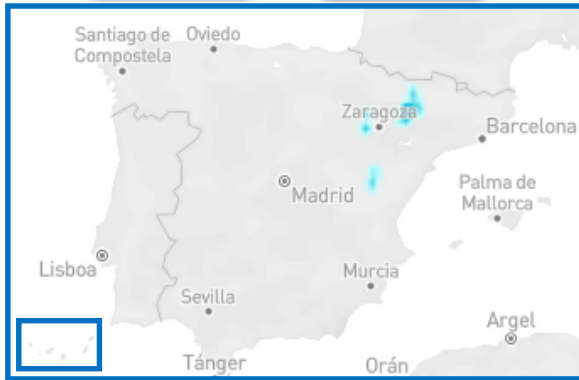 Santiago de
Compostela
Oviedo
Zaragoza
Barcelona
Madrid
Palma de
Mallorca
Lisboa
Murcia
Sevilla
Argel
Tánger
Orán